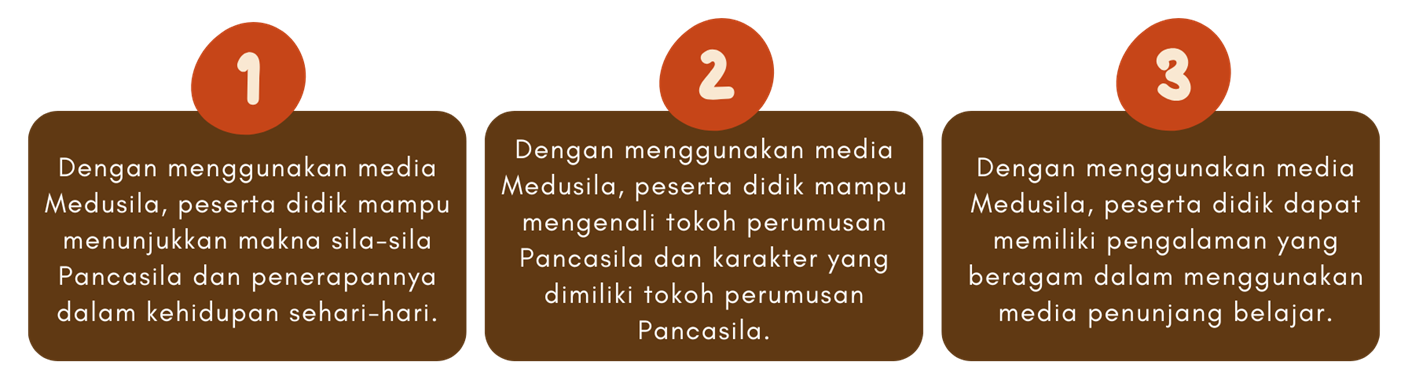 1
Dengan menggunakan media
Medusila, peserta didik mampu
menunjukkan makna sila-sila
Pancasila dan penerapannya
dalam kehidupan sehari-hari.
2
Dengan menggunakan media
Medusila, peserta didik mampu
mengenali tokoh perumusan
Pancasila dan karakter yang
dimiliki tokoh perumusan
Pancasila.
3
Dengan menggunakan media
Medusila, peserta didik dapat
memiliki pengalaman yang
beragam dalam menggunakan
media penunjang belajar.